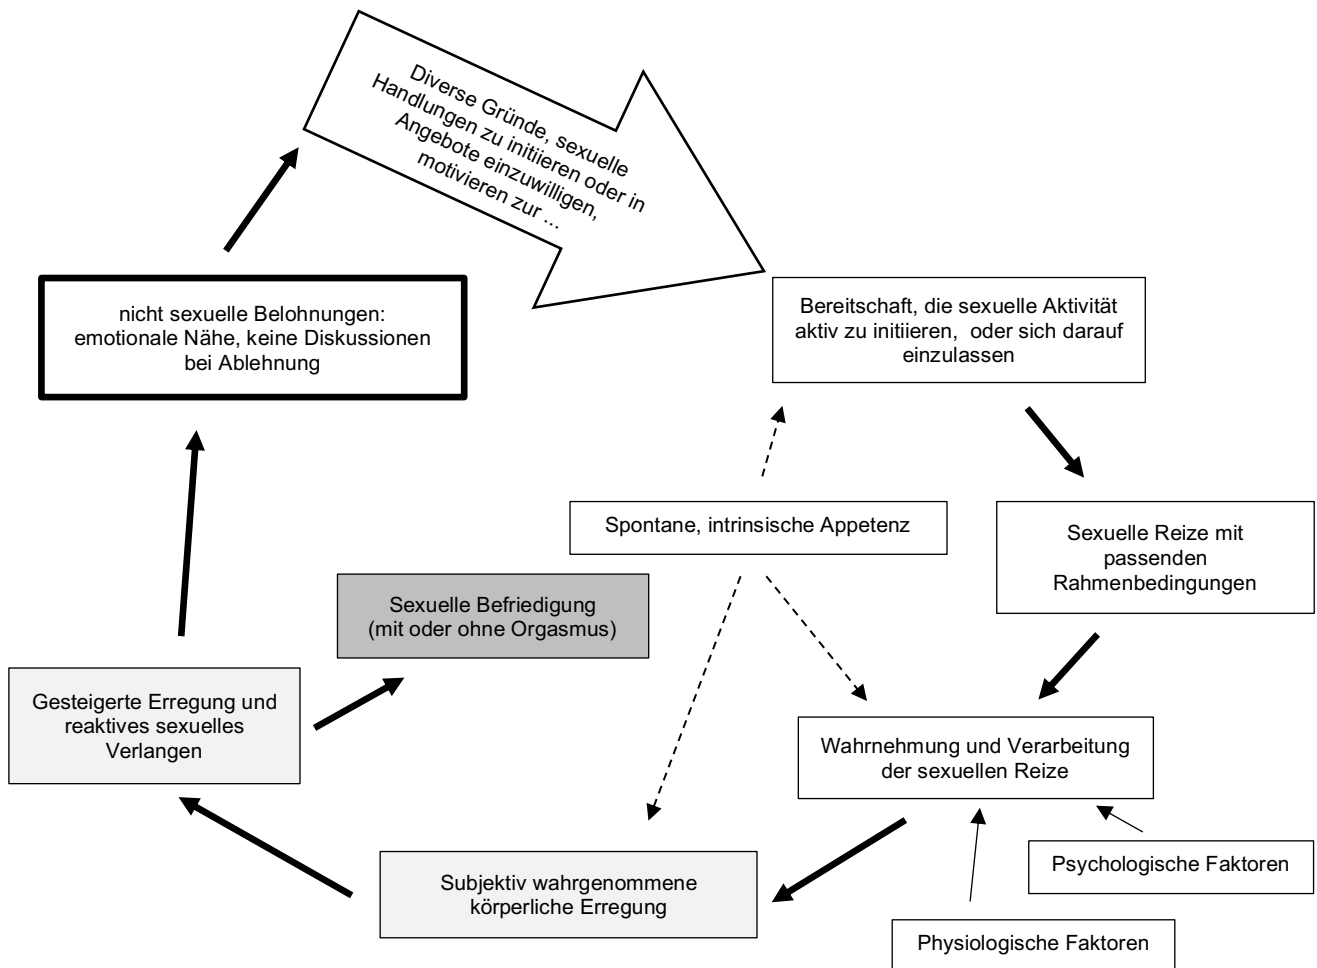 Diverse Gründe, sexuelle
Handlungen zu initiieren oder in
Angebote einzuwilligen,
motivieren zur ...
nicht sexuelle Belohnungen:
emotionale Nähe, keine Diskussionen
bei Ablehnung
Bereitschaft, die sexuelle Aktivität
aktiv zu initiieren, oder sich darauf
einzulassen
Spontane, intrinsische Appetenz
Sexuelle Reize mit
passenden
Rahmenbedingungen
Sexuelle Befriedigung
(mit oder ohne Orgasmus)
Gesteigerte Erregung und
reaktives sexuelles
Verlangen
Wahrnehmung und Verarbeitung
der sexuellen Reize
Subjektiv wahrgenommene
körperliche Erregung
Psychologische Faktoren
Physiologische Faktoren